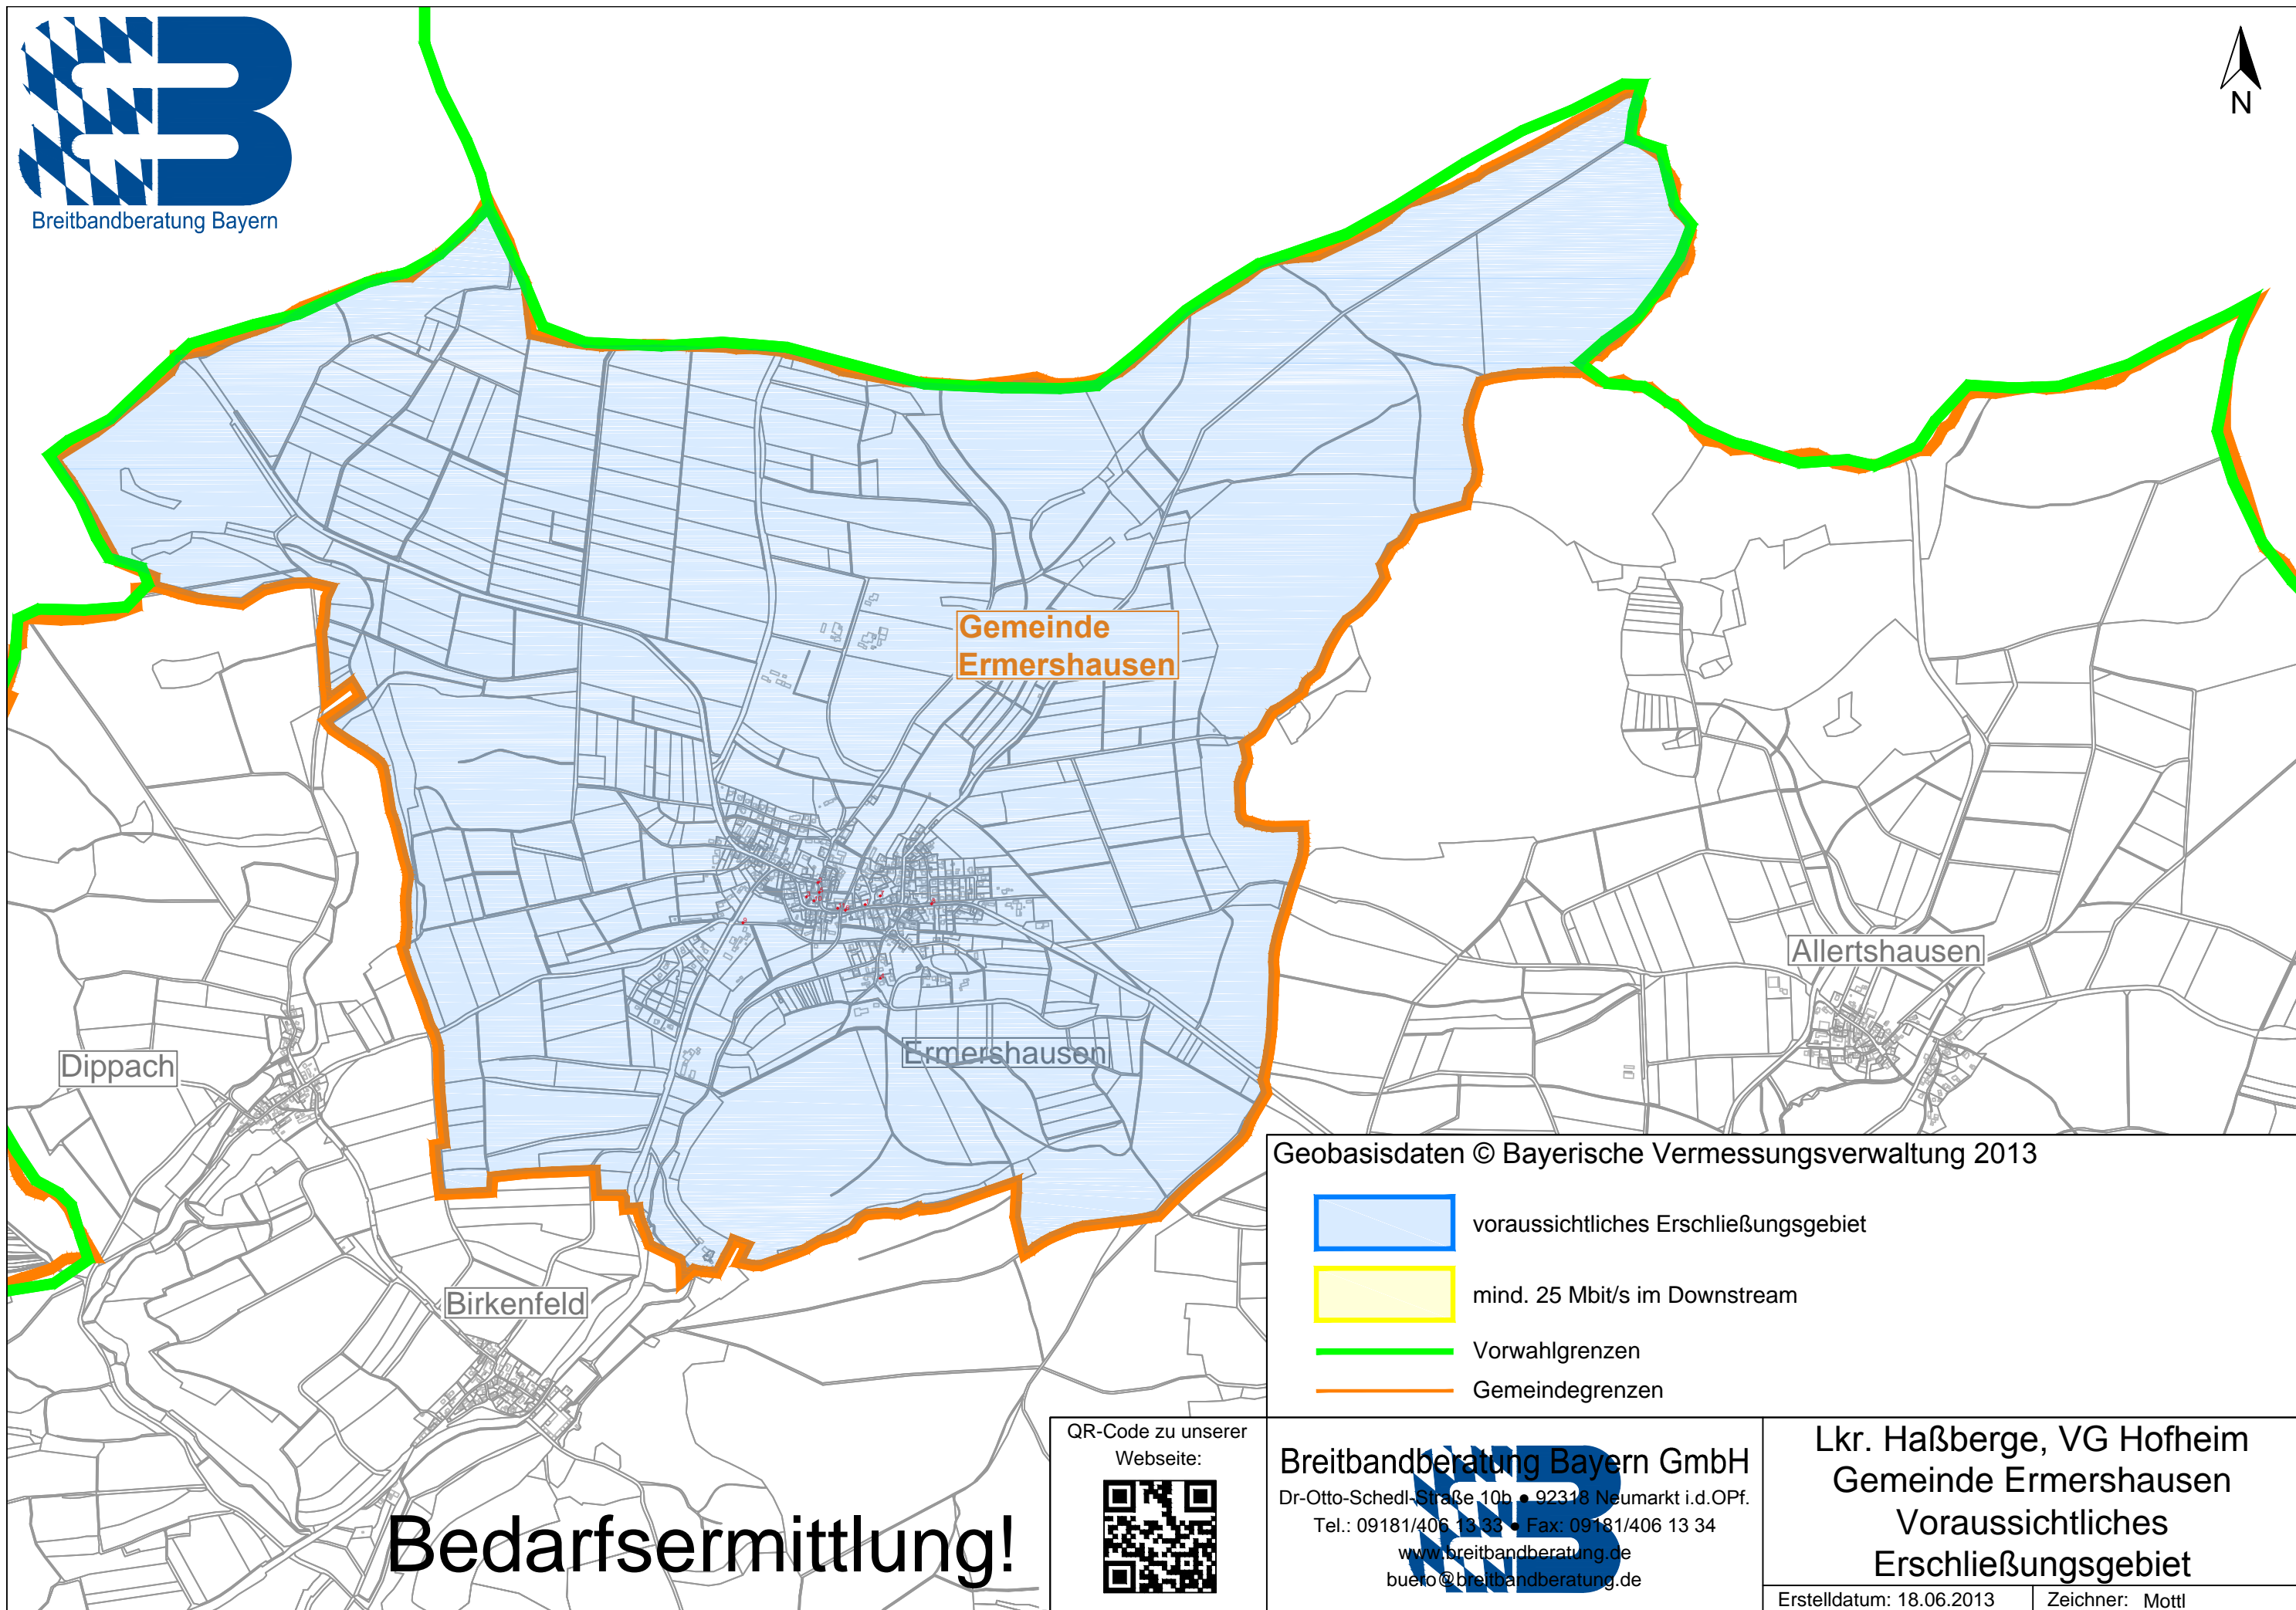 Breitbandberatung Bayern
N
Gemeinde
Ermershausen
Allertshausen
Dippach
Ermershausen
Birkenfeld
Geobasisdaten © Bayerische Vermessungsverwaltung 2013
voraussichtliches Erschließungsgebiet
mind. 25 Mbit/s im Downstream
Vorwahlgrenzen
Gemeindegrenzen
Bedarfsermittlung!
QR-Code zu unserer
Webseite:
Breitbandberatung Bayern GmbH
Dr-Otto-Schedl-Straße 10b ● 92318 Neumarkt i.d.OPf.
Tel.: 09181/406 13 33 ● Fax: 09181/406 13 34
www.breitbandberatung.de
buero@breitbandberatung.de
Lkr. Haßberge, VG Hofheim
Gemeinde Ermershausen
Voraussichtliches
Erschließungsgebiet
Erstelldatum: 18.06.2013
Zeichner: Mottl